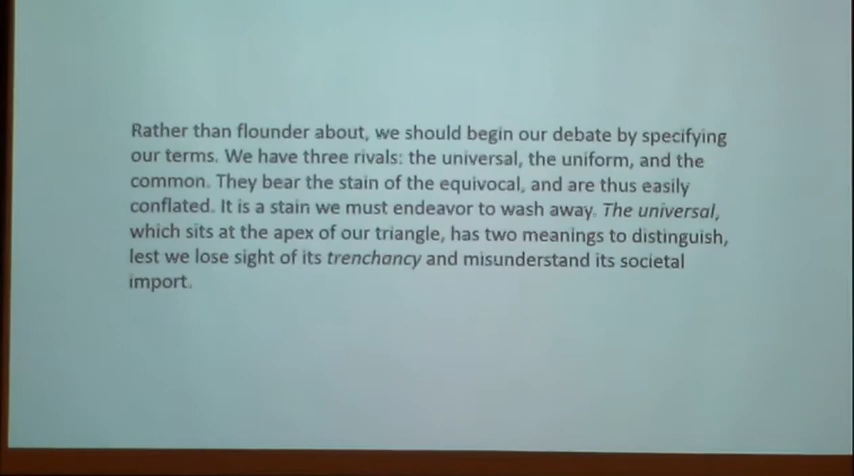 Rather than flounder about, we should begin our debate by specifying
our terms. We have three rivals: the universal, the uniform, and the
common. They bear the stain of the equivocal, and are thus easily
conflated. It is a stain we must endeavor to wash away. The universal,
which sits at the apex of our triangle, has two meanings to distinguish,
lest we lose sight of its trenchancy and misunderstand its societal
import.